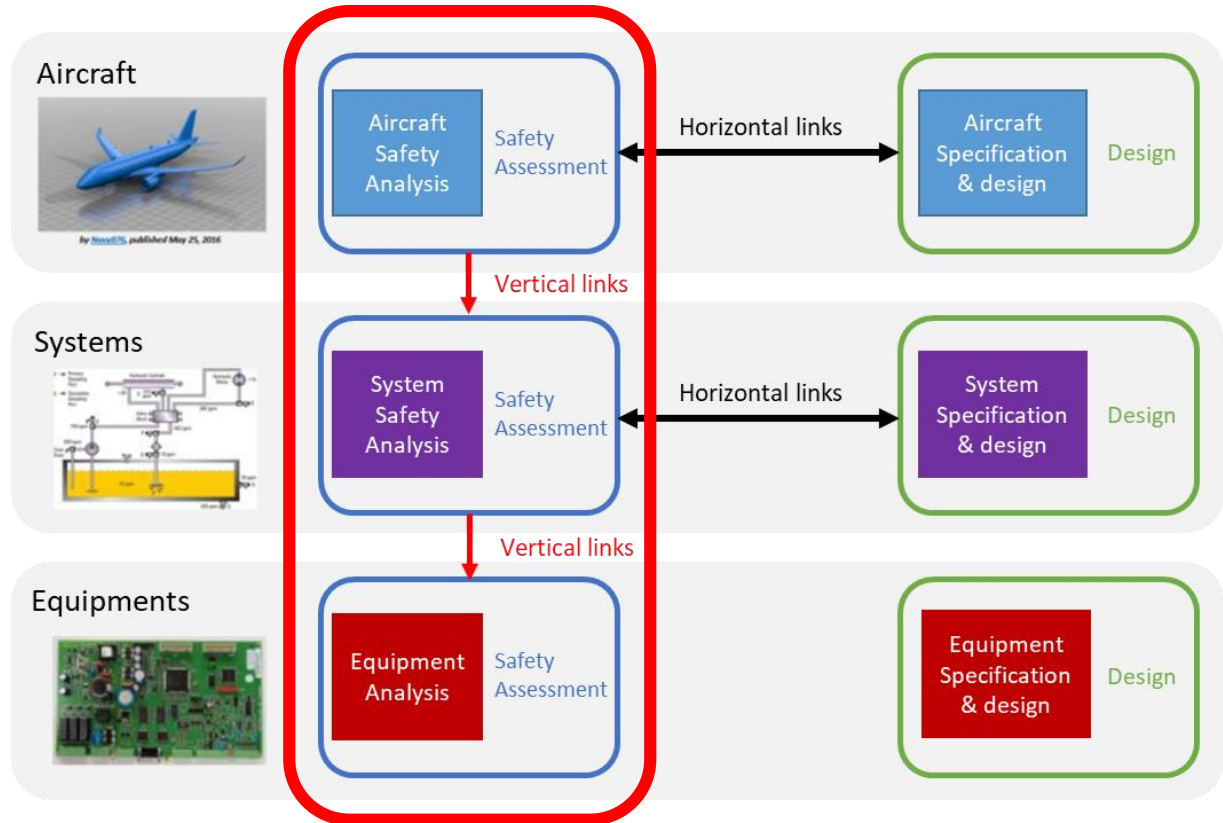 Aircraft
Aircraft
Safety
Analysis
Safety
Assessment
Horizontal links
Aircraft
Specification
& design
Design
by
published May 25, 2016
Vertical links
Systems
System
Safety
Analysis
Safety
Assessment
Horizontal links
System
Specification
& design
Design
Vertical links
Equipments
Equipment
Analysis
Safety
Assessment
Equipment
Specification
& design
Design